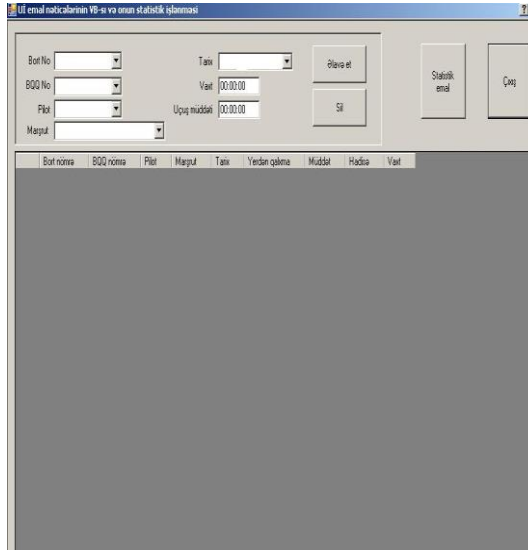 Uİ emal nəticələrinin VB-sı və onun statistik işlənməsi ?
Bort No
Tarix
Əlavə et
Statistik emal
Çıxış
BQQ No
Vaxt 00:00:00
Pilot
Uçuş müddəti 00:00:00
Sil
Marşrut
Bort nömrə BQQ nömrə Pilot Marşrut Tarix Yerdən qalxma Müddət Hadisə Vaxt